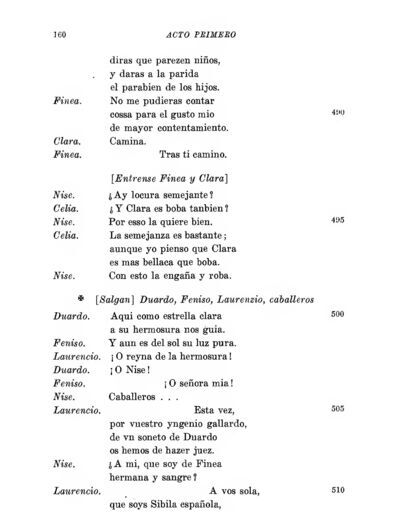 160 ACTO PRIMERO
diras que parezen niños,
y daras a la parida
el parabien de los hijos.
Finea. No me pudieras contar
cossa para el gusto mio 490
de mayor contentamiento.
Clara. Camina.
Finea. Tras ti camino.
[Entrense Finea y Clara]
Nise. ¿Ay locura semejante?
Celia. ¿Y Clara es boba tanbien?
Nise. Por esso la quiere bien. 495
Celia. La semejanza es bastante;
aunque yo pienso que Clara
es mas bellaca que boba.
Nise. Con esto la engaña y roba.
✠ [Salgan] Duardo, Feniso, Laurenzio, caballeros
Duardo. Aqui como estrella clara 500
a su hermosura nos guia.
Feniso. Y aun es del sol su luz pura.
Laurencio. ¡O reyna de la hermosura!
Duardo. ¡O Nise!
Feniso. ¡O señora mia!
Nise. Caballeros . . .
Laurencio. Esta vez, 505
por vuestro yngenio gallardo,
de vn soneto de Duardo
os hemos de hazer juez.
Nise. ¿A mi, que soy de Finea
hermana y sangre?
Laurencio. A vos sola, 510
que soys Sibila española,